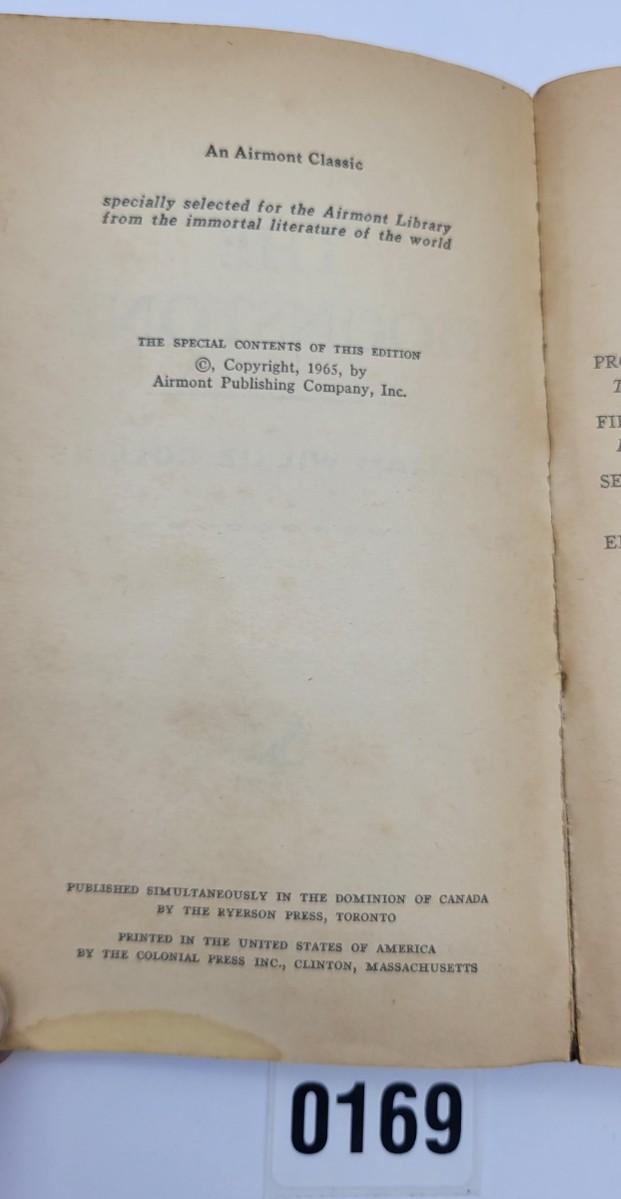 An Airmont Classic
specially selected for the Airmont Library
from the immortal literature of the world
THE SPECIAL CONTENTS OF THIS EDITION
©, Copyright, 1965, by
Airmont Publishing Company, Inc.
PUBLISHED SIMULTANEOUSLY IN THE DOMINION OF CANADA
BY THE RYERSON PRESS, TORONTO
PRINTED IN THE UNITED STATES OF AMERICA
BY THE COLONIAL PRESS INC., CLINTON, MASSACHUSETTS
0169